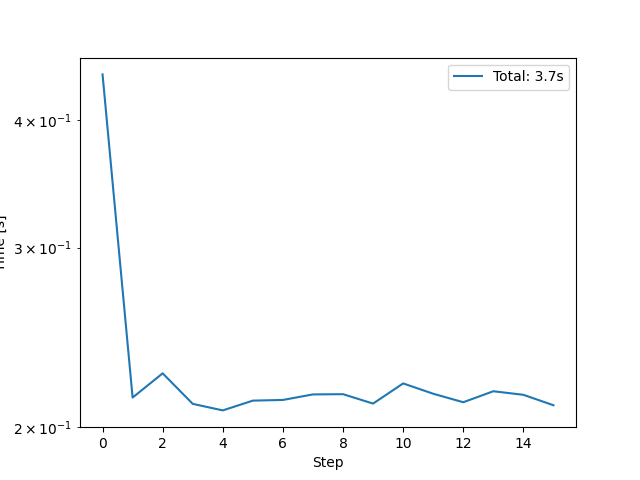 Total: 3.7s
4 × 10⁻¹
3 × 10⁻¹
2 × 10⁻¹
Time [s]
0 2 4 6 8 10 12 14
Step